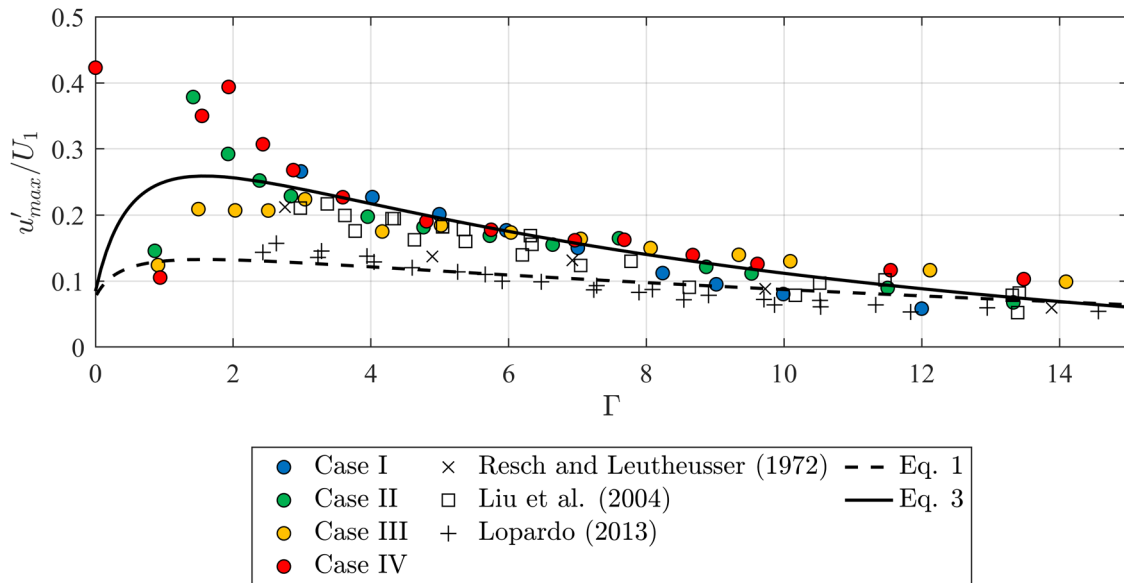 0.5
0.4
0.3
0.2
0.1
0
u'max/U1
0 2 4 6 8 10 12 14
Γ
Case I × Resch and Leutheusser (1972) Eq. 1
Case II Liu et al. (2004) Eq. 3
Case III + Lopardo (2013)
Case IV